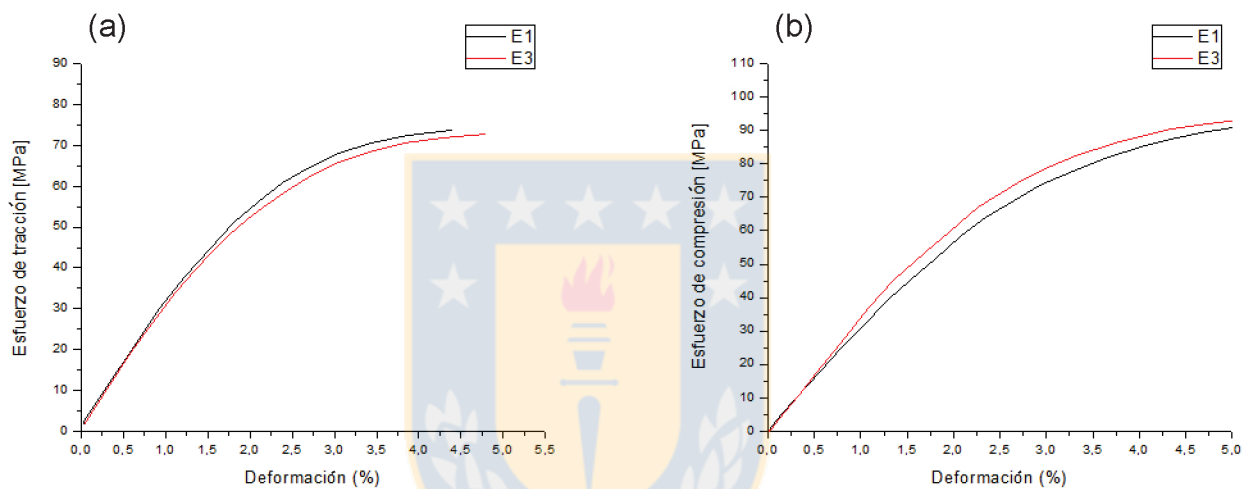 (a)
E1
E3
90
80
70
60
50
40
30
20
10
0
Esfuerzo de tracción [MPa]
0,0 0,5 1,0 1,5 2,0 2,5 3,0 3,5 4,0 4,5 5,0 5,5
Deformación (%)
(b)
E1
E3
110
100
90
80
70
60
50
40
30
20
10
0
Esfuerzo de compresión [MPa]
0,0 0,5 1,0 1,5 2,0 2,5 3,0 3,5 4,0 4,5 5,0
Deformación (%)